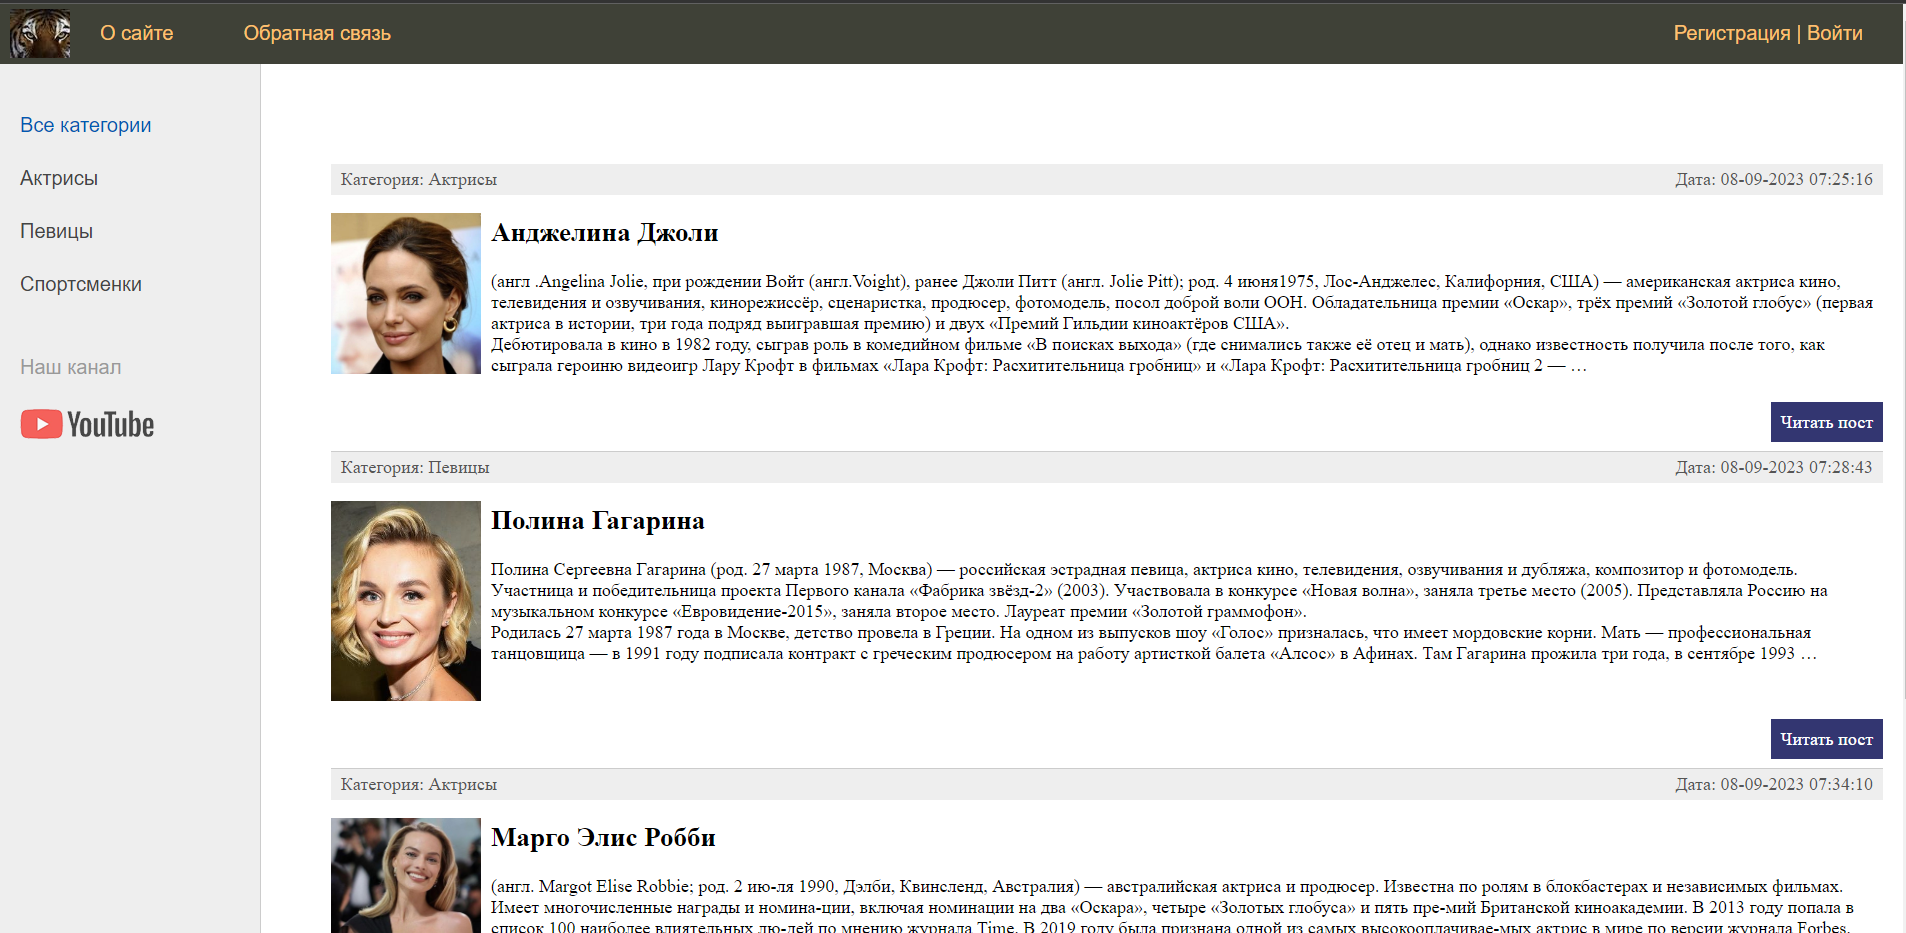 О сайте
Обратная связь
Регистрация | Войти
Все категории
Актрисы
Певицы
Спортсменки
Наш канал
YouTube
Категория: Актрисы
Дата: 08-09-2023 07:25:16
Анджелина Джоли
(англ .Angelina Jolie, при рождении Войт (англ.Voight), ранее Джоли Питт (англ. Jolie Pitt); род. 4 июня1975, Лос-Анджелес, Калифорния, США) — американская актриса кино,
телевидения и озвучивания, кинорежиссёр, сценаристка, продюсер, фотомодель, посол доброй воли ООН. Обладательница премии «Оскар», трёх премий «Золотой глобус» (первая
актриса в истории, три года подряд выигравшая премию) и двух «Премий Гильдии киноактёров США».
Дебютировала в кино в 1982 году, сыграв роль в комедийном фильме «В поисках выхода» (где снимались также её отец и мать), однако известность получила после того, как
сыграла героиню видеоигр Лару Крофт в фильмах «Лара Крофт: Расхитительница гробниц» и «Лара Крофт: Расхитительница гробниц 2 — …
Читать пост
Категория: Певицы
Дата: 08-09-2023 07:28:43
Полина Гагарина
Полина Сергеевна Гагарина (род. 27 марта 1987, Москва) — российская эстрадная певица, актриса кино, телевидения, озвучивания и дубляжа, композитор и фотомодель.
Участница и победительница проекта Первого канала «Фабрика звёзд-2» (2003). Участвовала в конкурсе «Новая волна», заняла третье место (2005). Представляла Россию на
музыкальном конкурсе «Евровидение-2015», заняла второе место. Лауреат премии «Золотой граммофон».
Родилась 27 марта 1987 года в Москве, детство провела в Греции. На одном из выпусков шоу «Голос» призналась, что имеет мордовские корни. Мать — профессиональная
танцовщица — в 1991 году подписала контракт с греческим продюсером на работу артисткой балета «Алсос» в Афинах. Там Гагарина прожила три года, в сентябре 1993 …
Читать пост
Категория: Актрисы
Дата: 08-09-2023 07:34:10
Марго Элис Робби
(англ. Margot Elise Robbie; род. 2 ию-ля 1990, Дэлби, Квинсленд, Австралия) — австралийская актриса и продюсер. Известна по ролям в блокбастерах и независимых фильмах.
Имеет многочисленные награды и номина-ции, включая номинации на два «Оскара», четыре «Золотых глобуса» и пять пре-мий Британской киноакадемии. В 2013 году попала в
список 100 наиболее влиятельных лю-дей по мнению журнала Time. В 2019 году была признана одной из самых высокооплачивае-мых актрис в мире по версии журнала Forbes.